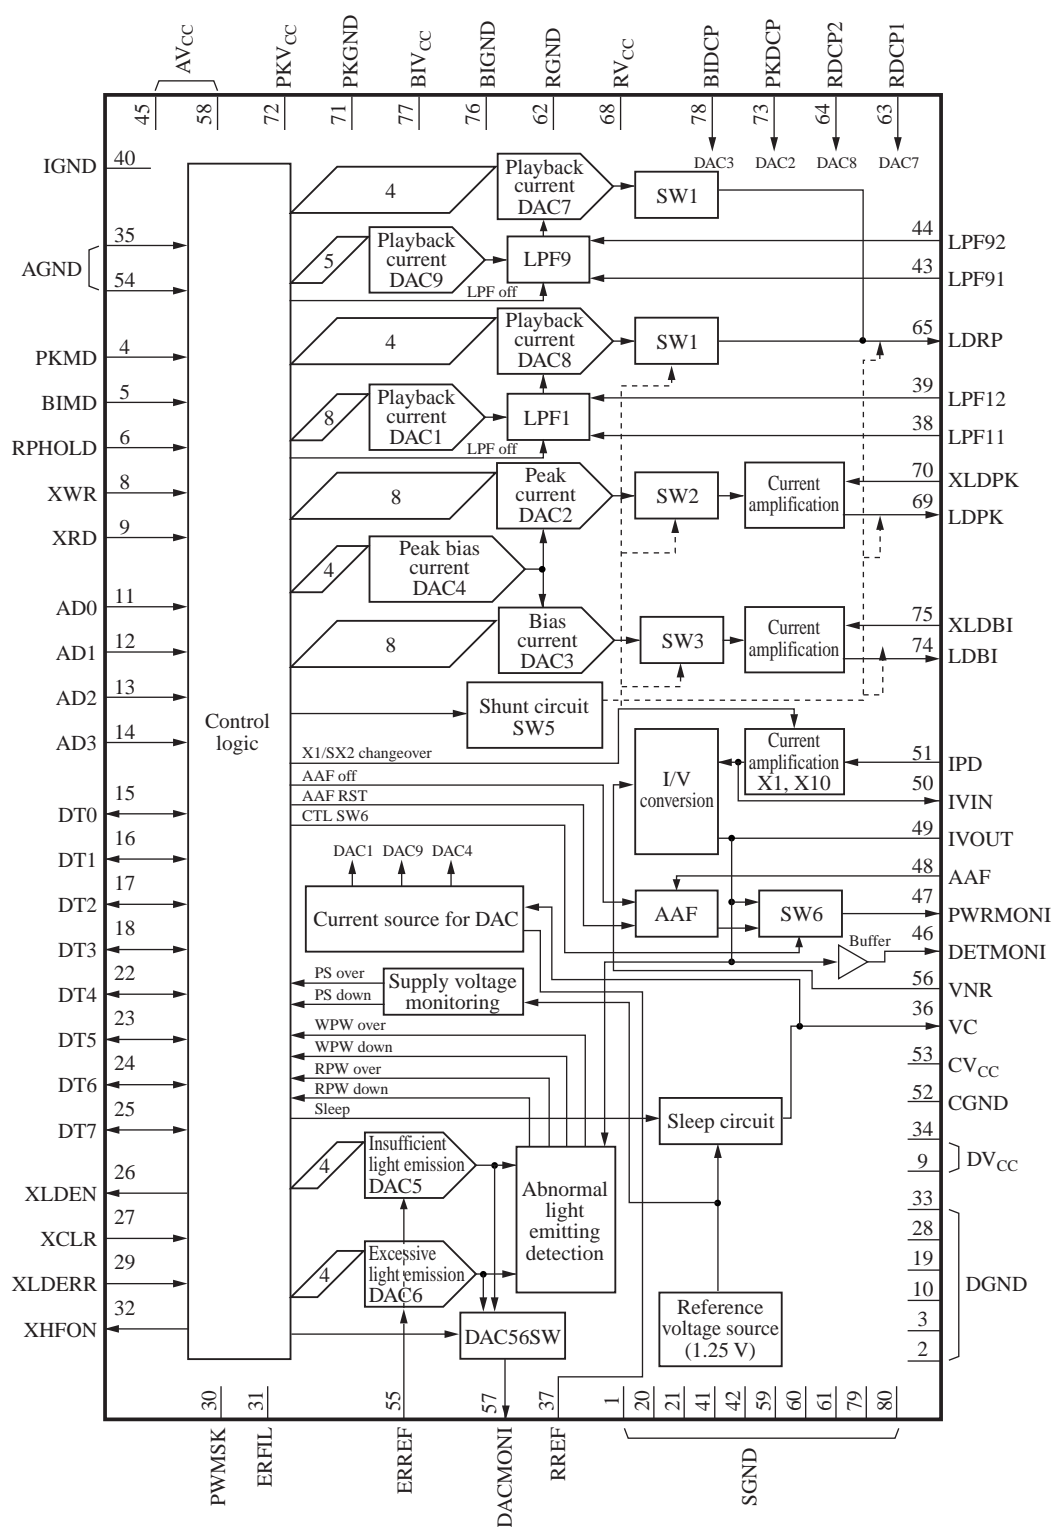 AVCC
PKVCC
PKGND
BIVCC
BIGND
RGND
RVCC
BIDCP
PKDCP
RDCP2
RDCP1
45
58
72
71
77
76
62
68
78
73
64
63
DAC3
DAC2
DAC8
DAC7
IGND
40
35
AGND
54
PKMD
4
BIMD
5
RPHOLD
6
XWR
8
XRD
9
AD0
11
AD1
12
AD2
13
AD3
14
DT0
15
DT1
16
DT2
17
DT3
18
DT4
22
DT5
23
DT6
24
DT7
25
XLDEN
26
XCLR
27
XLDERR
29
XHFON
32
Control
logic
4
Playback
current
DAC7
SW1
5
Playback
current
DAC9
LPF9
LPF off
4
Playback
current
DAC8
SW1
8
Playback
current
DAC1
LPF1
LPF off
8
Peak
current
DAC2
SW2
Current
amplification
4
Peak bias
current
DAC4
8
Bias
current
DAC3
SW3
Current
amplification
Shunt circuit
SW5
X1/SX2 changeover
AAF off
AAF RST
CTL SW6
I/V
conversion
Current
amplification
X1, X10
DAC1
DAC9
DAC4
Current source for DAC
AAF
SW6
Buffer
PS over
PS down
Supply voltage
monitoring
WPW over
WPW down
RPW over
RPW down
Sleep
Sleep circuit
4
Insufficient
light emission
DAC5
4
Excessive
light emission
DAC6
Abnormal
light
emitting
detection
DAC56SW
Reference
voltage source
(1.25 V)
44
LPF92
43
LPF91
65
LDRP
39
LPF12
38
LPF11
70
XLDPK
69
LDPK
75
XLDBI
74
LDBI
51
IPD
50
IVIN
49
IVOUT
48
AAF
47
PWRMONI
46
DETMONI
56
VNR
36
VC
53
CVCC
52
CGND
34
9
DVCC
33
28
19
10
3
2
DGND
30
31
55
57
37
1
20
21
41
42
59
60
61
79
80
PWMSK
ERFIL
ERREF
DACMONI
RREF
SGND